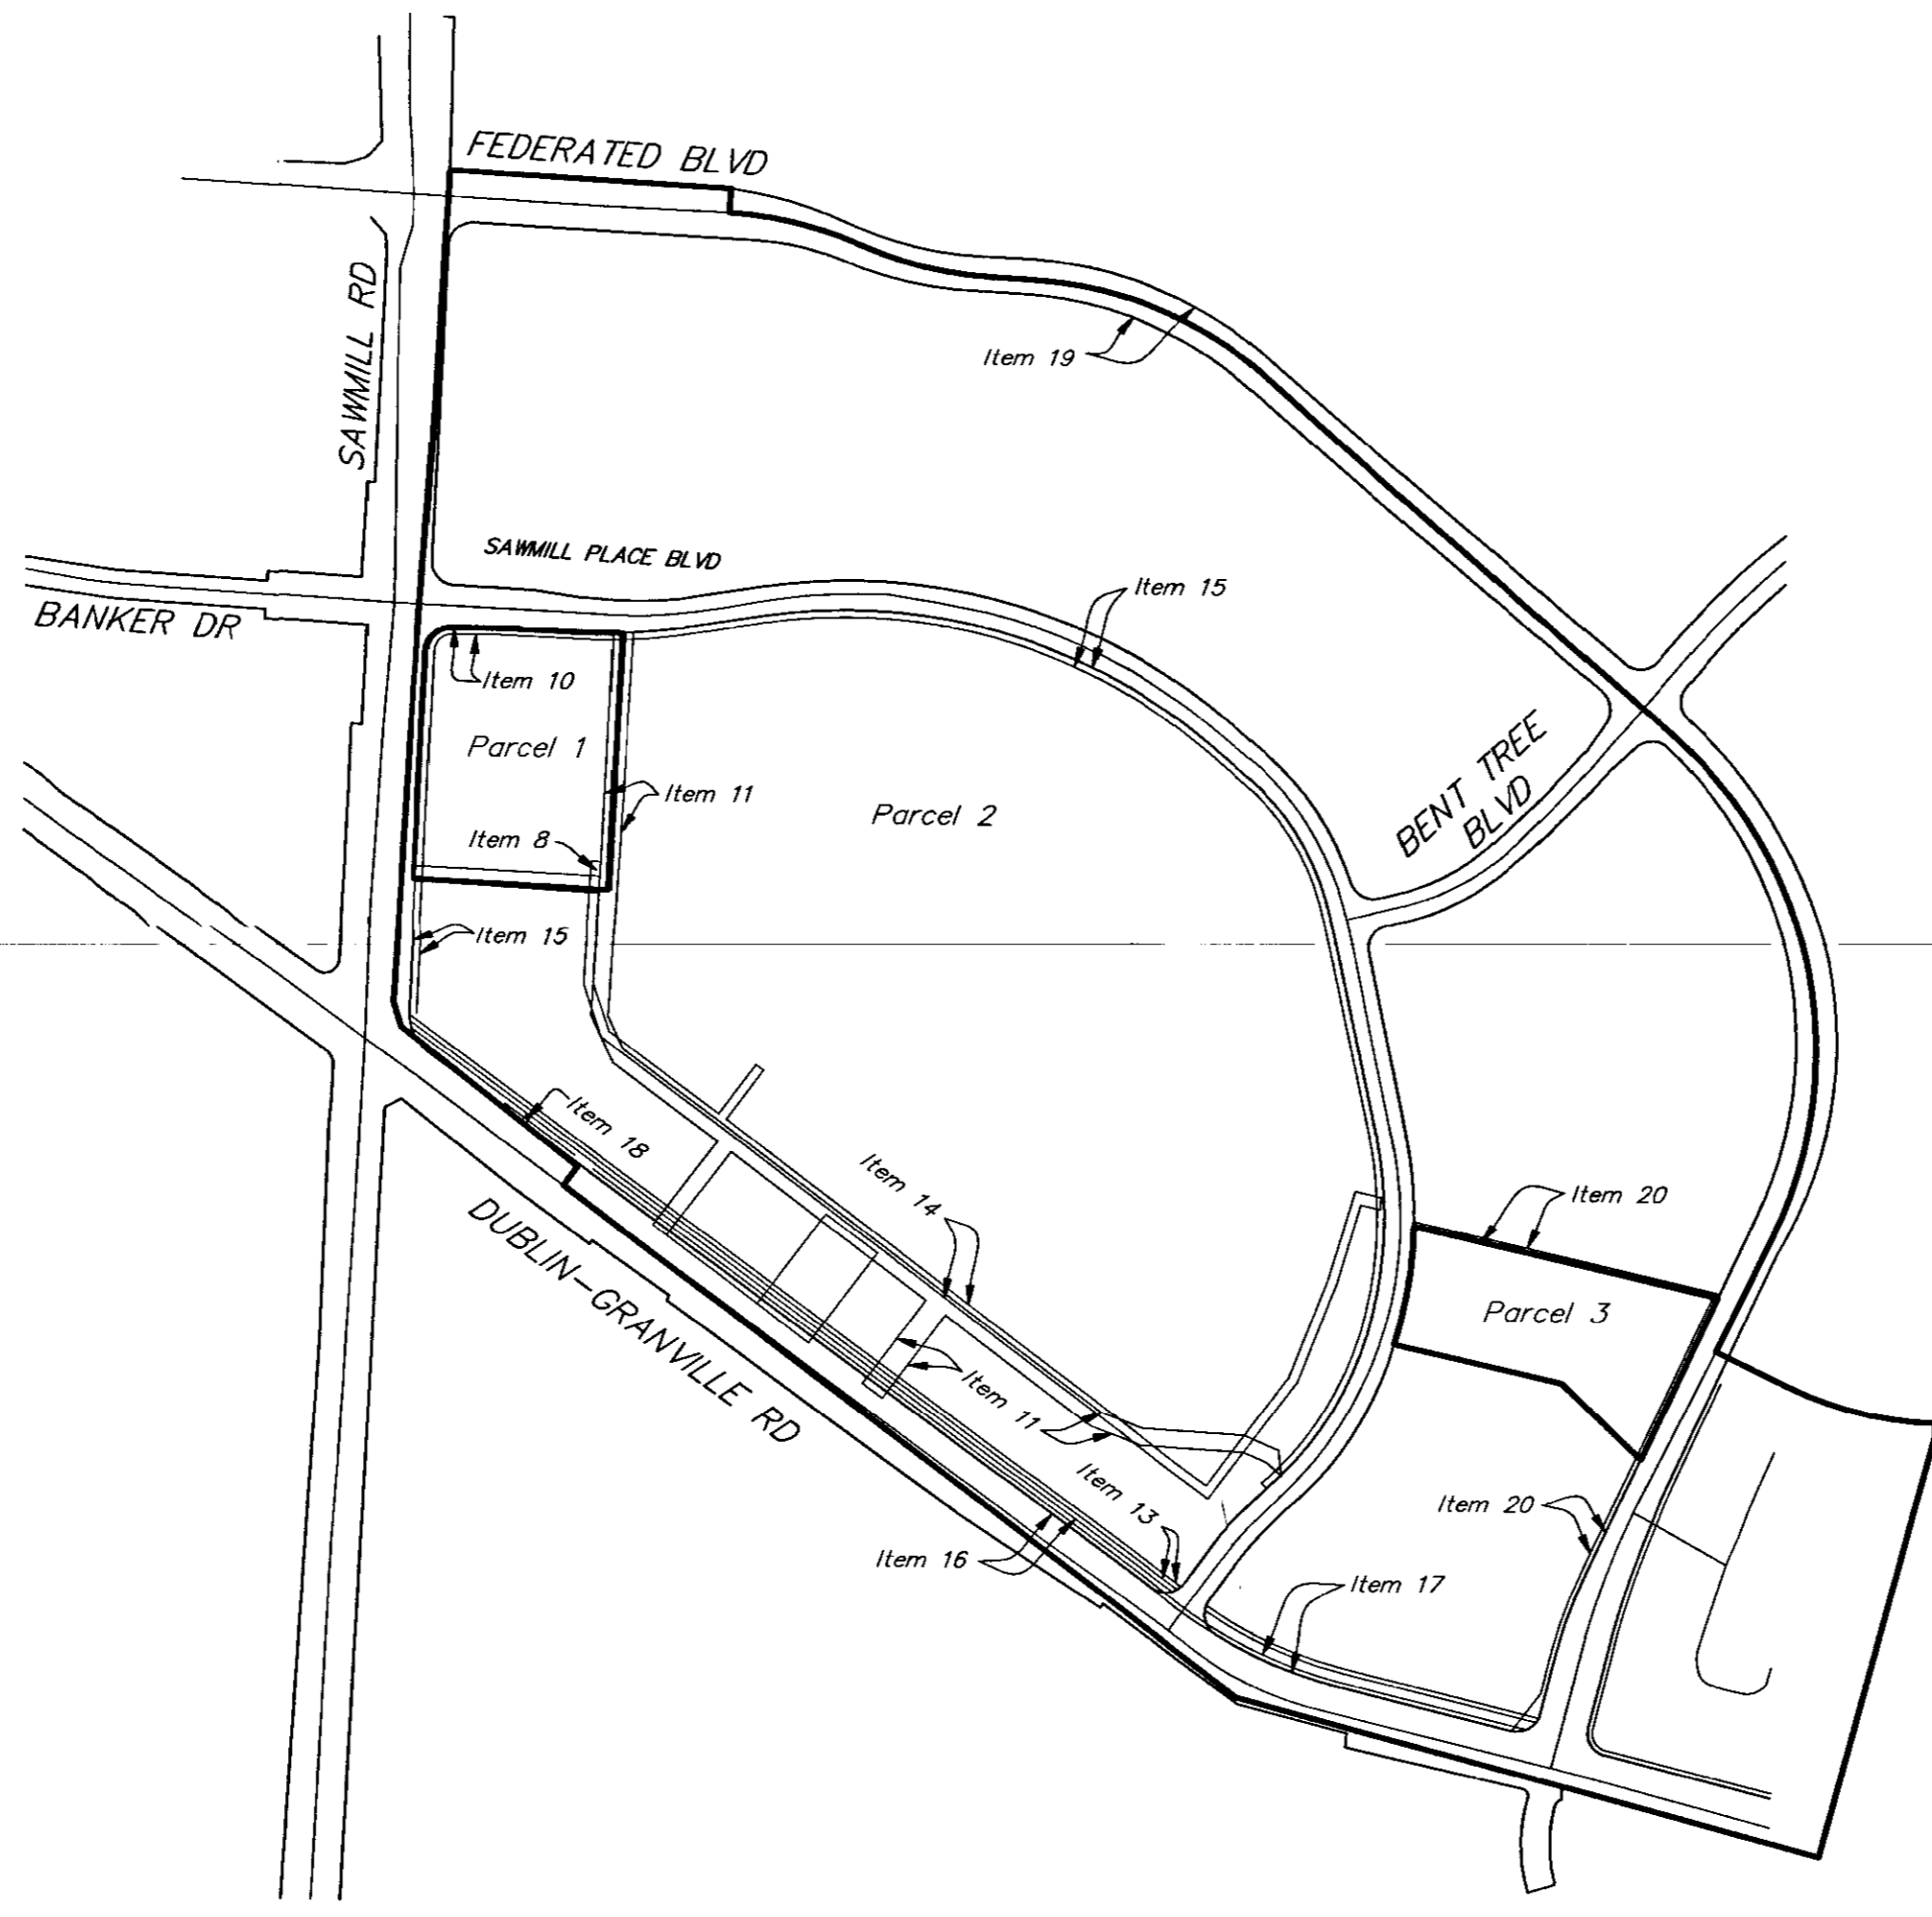 FEDERATED BLVD
SAWMILL RD
Item 19
SAWMILL PLACE BLVD
Item 15
BANKER DR
Item 10
Parcel 1
Item 11
Parcel 2
BENT TREE
BLVD
Item 8
Item 15
Item 18
Item 14
Item 20
DUBLIN-GRANVILLE RD
Parcel 3
Item 11
Item 13
Item 20
Item 16
Item 17